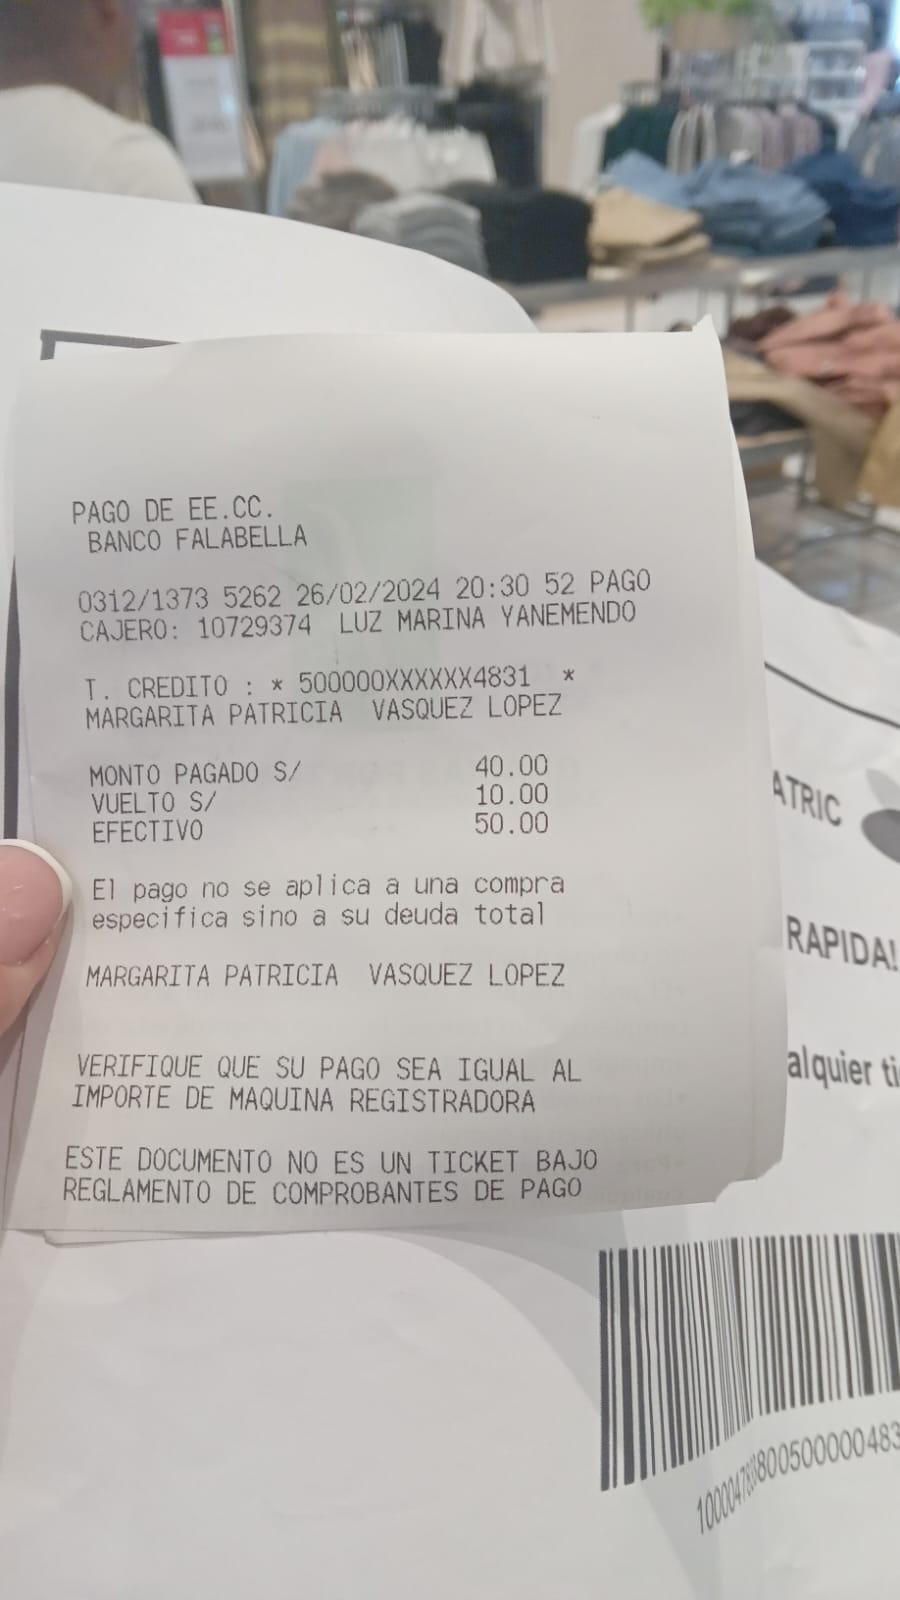 PAGO DE EE.CC.
BANCO FALABELLA
0312/1373 5262 26/02/2024 20:30 52 PAGO
CAJERO: 10729374 LUZ MARINA YANEMENDO
T. CREDITO : * 500000XXXXXX4831 *
MARGARITA PATRICIA VASQUEZ LOPEZ
MONTO PAGADO S/ 40.00
VUELTO S/ 10.00
EFECTIVO 50.00
El pago no se aplica a una compra
especifica sino a su deuda total
MARGARITA PATRICIA VASQUEZ LOPEZ
VERIFIQUE QUE SU PAGO SEA IGUAL AL
IMPORTE DE MAQUINA REGISTRADORA
ESTE DOCUMENTO NO ES UN TICKET BAJO
REGLAMENTO DE COMPROBANTES DE PAGO
ATRIC
RAPIDA!
alquier ti